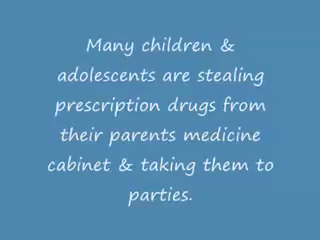 Many children &
adolescents are stealing
prescription drugs from
their parents medicine
cabinet & taking them to
parties.